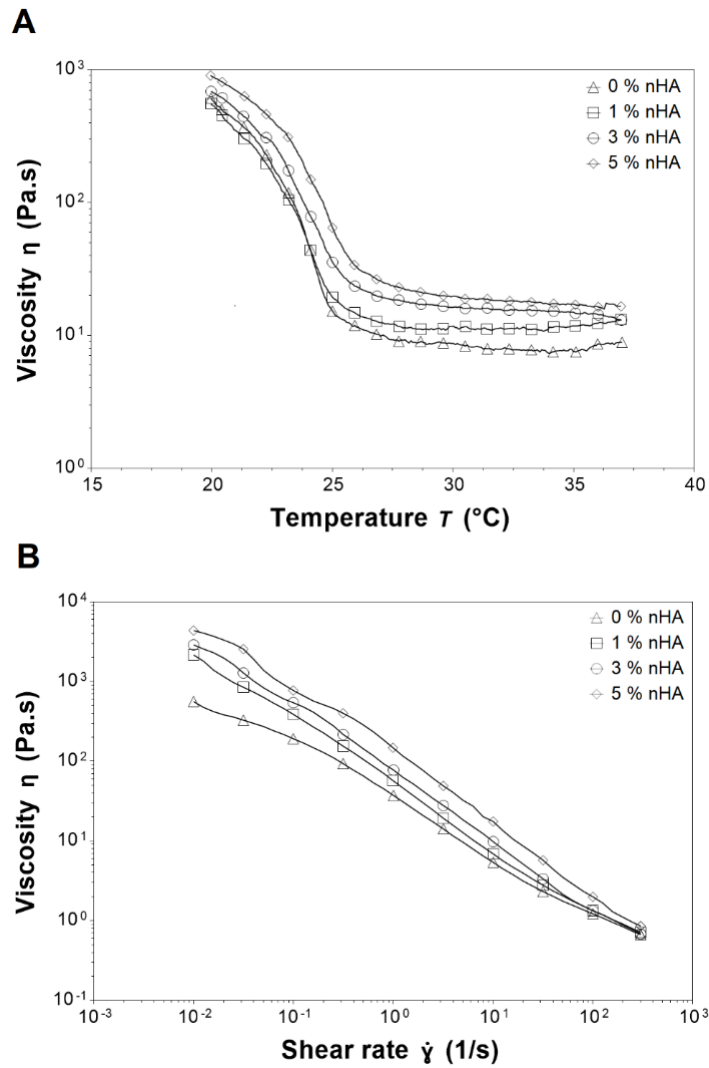 A
10³
10²
10¹
10⁰
Viscosity η (Pa.s)
0 % nHA
1 % nHA
3 % nHA
5 % nHA
15 20 25 30 35 40
Temperature T (°C)
B
10⁴
10³
10²
10¹
10⁰
10⁻¹
Viscosity η (Pa.s)
0 % nHA
1 % nHA
3 % nHA
5 % nHA
10⁻³ 10⁻² 10⁻¹ 10⁰ 10¹ 10² 10³
Shear rate γ̇ (1/s)